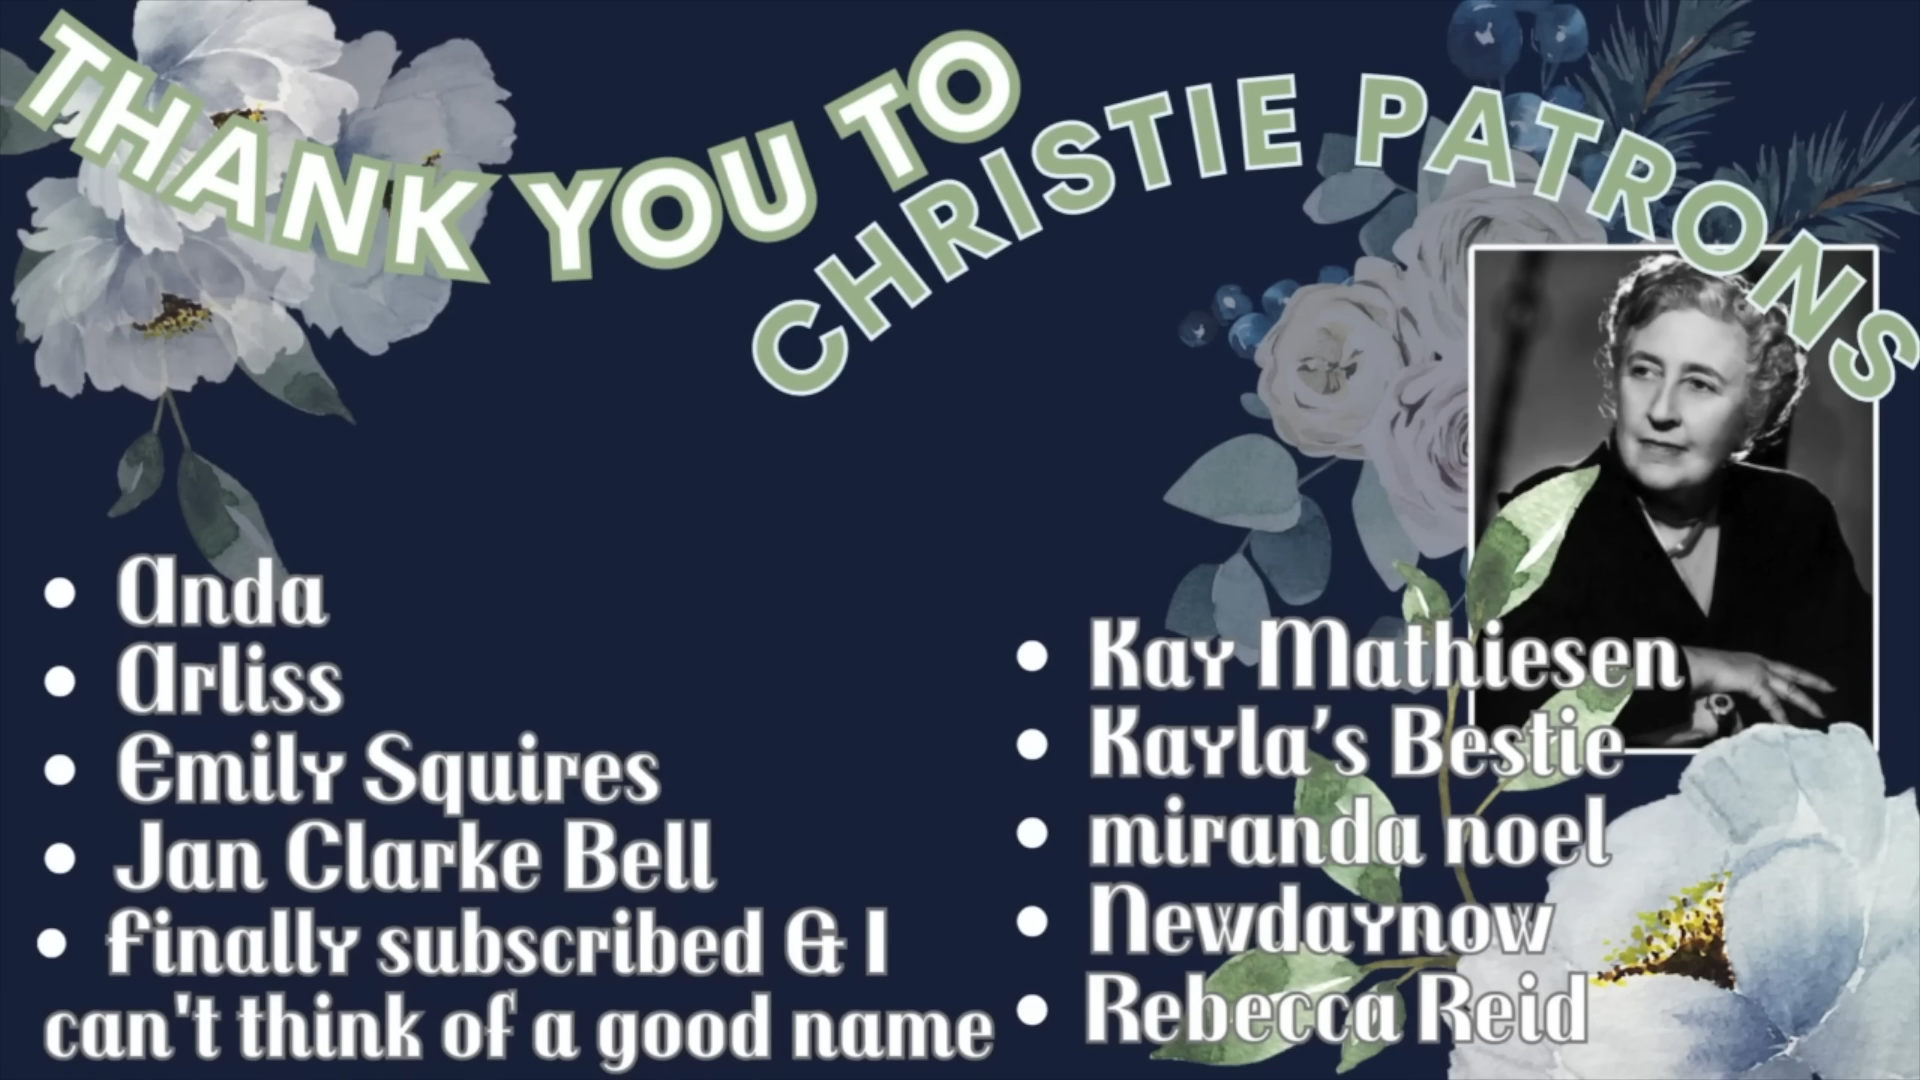 THANK YOU TO
CHRISTIE PATRONS
• Anda
• Arliss
• Emily Squires
• Jan Clarke Bell
• finally subscribed & I
can't think of a good name
• Kay Mathiesen
• Kayla's Bestie
• miranda noel
• Newdaynow
• Rebecca Reid